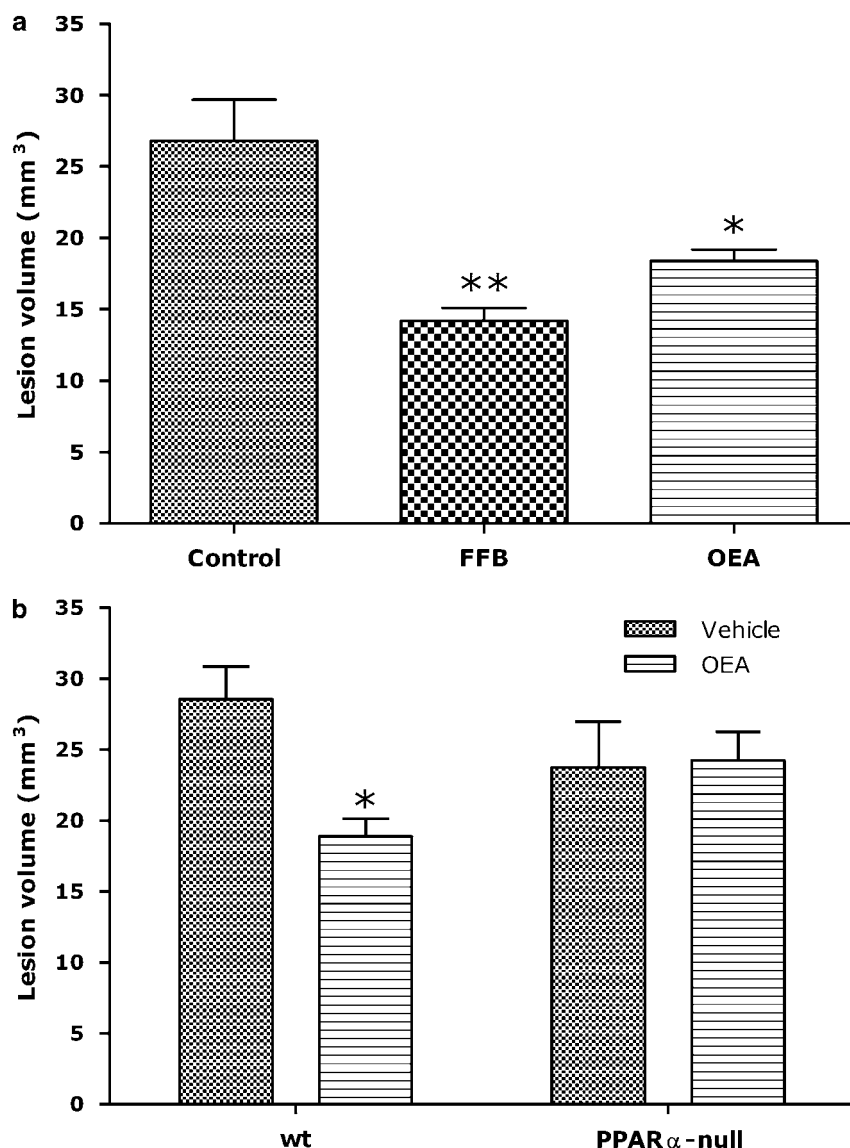 a
Lesion volume (mm³)
35
30
25
20
15
10
5
0
**
*
Control FFB OEA
b
Lesion volume (mm³)
35
30
25
20
15
10
5
0
Vehicle
OEA
*
wt PPARα-null